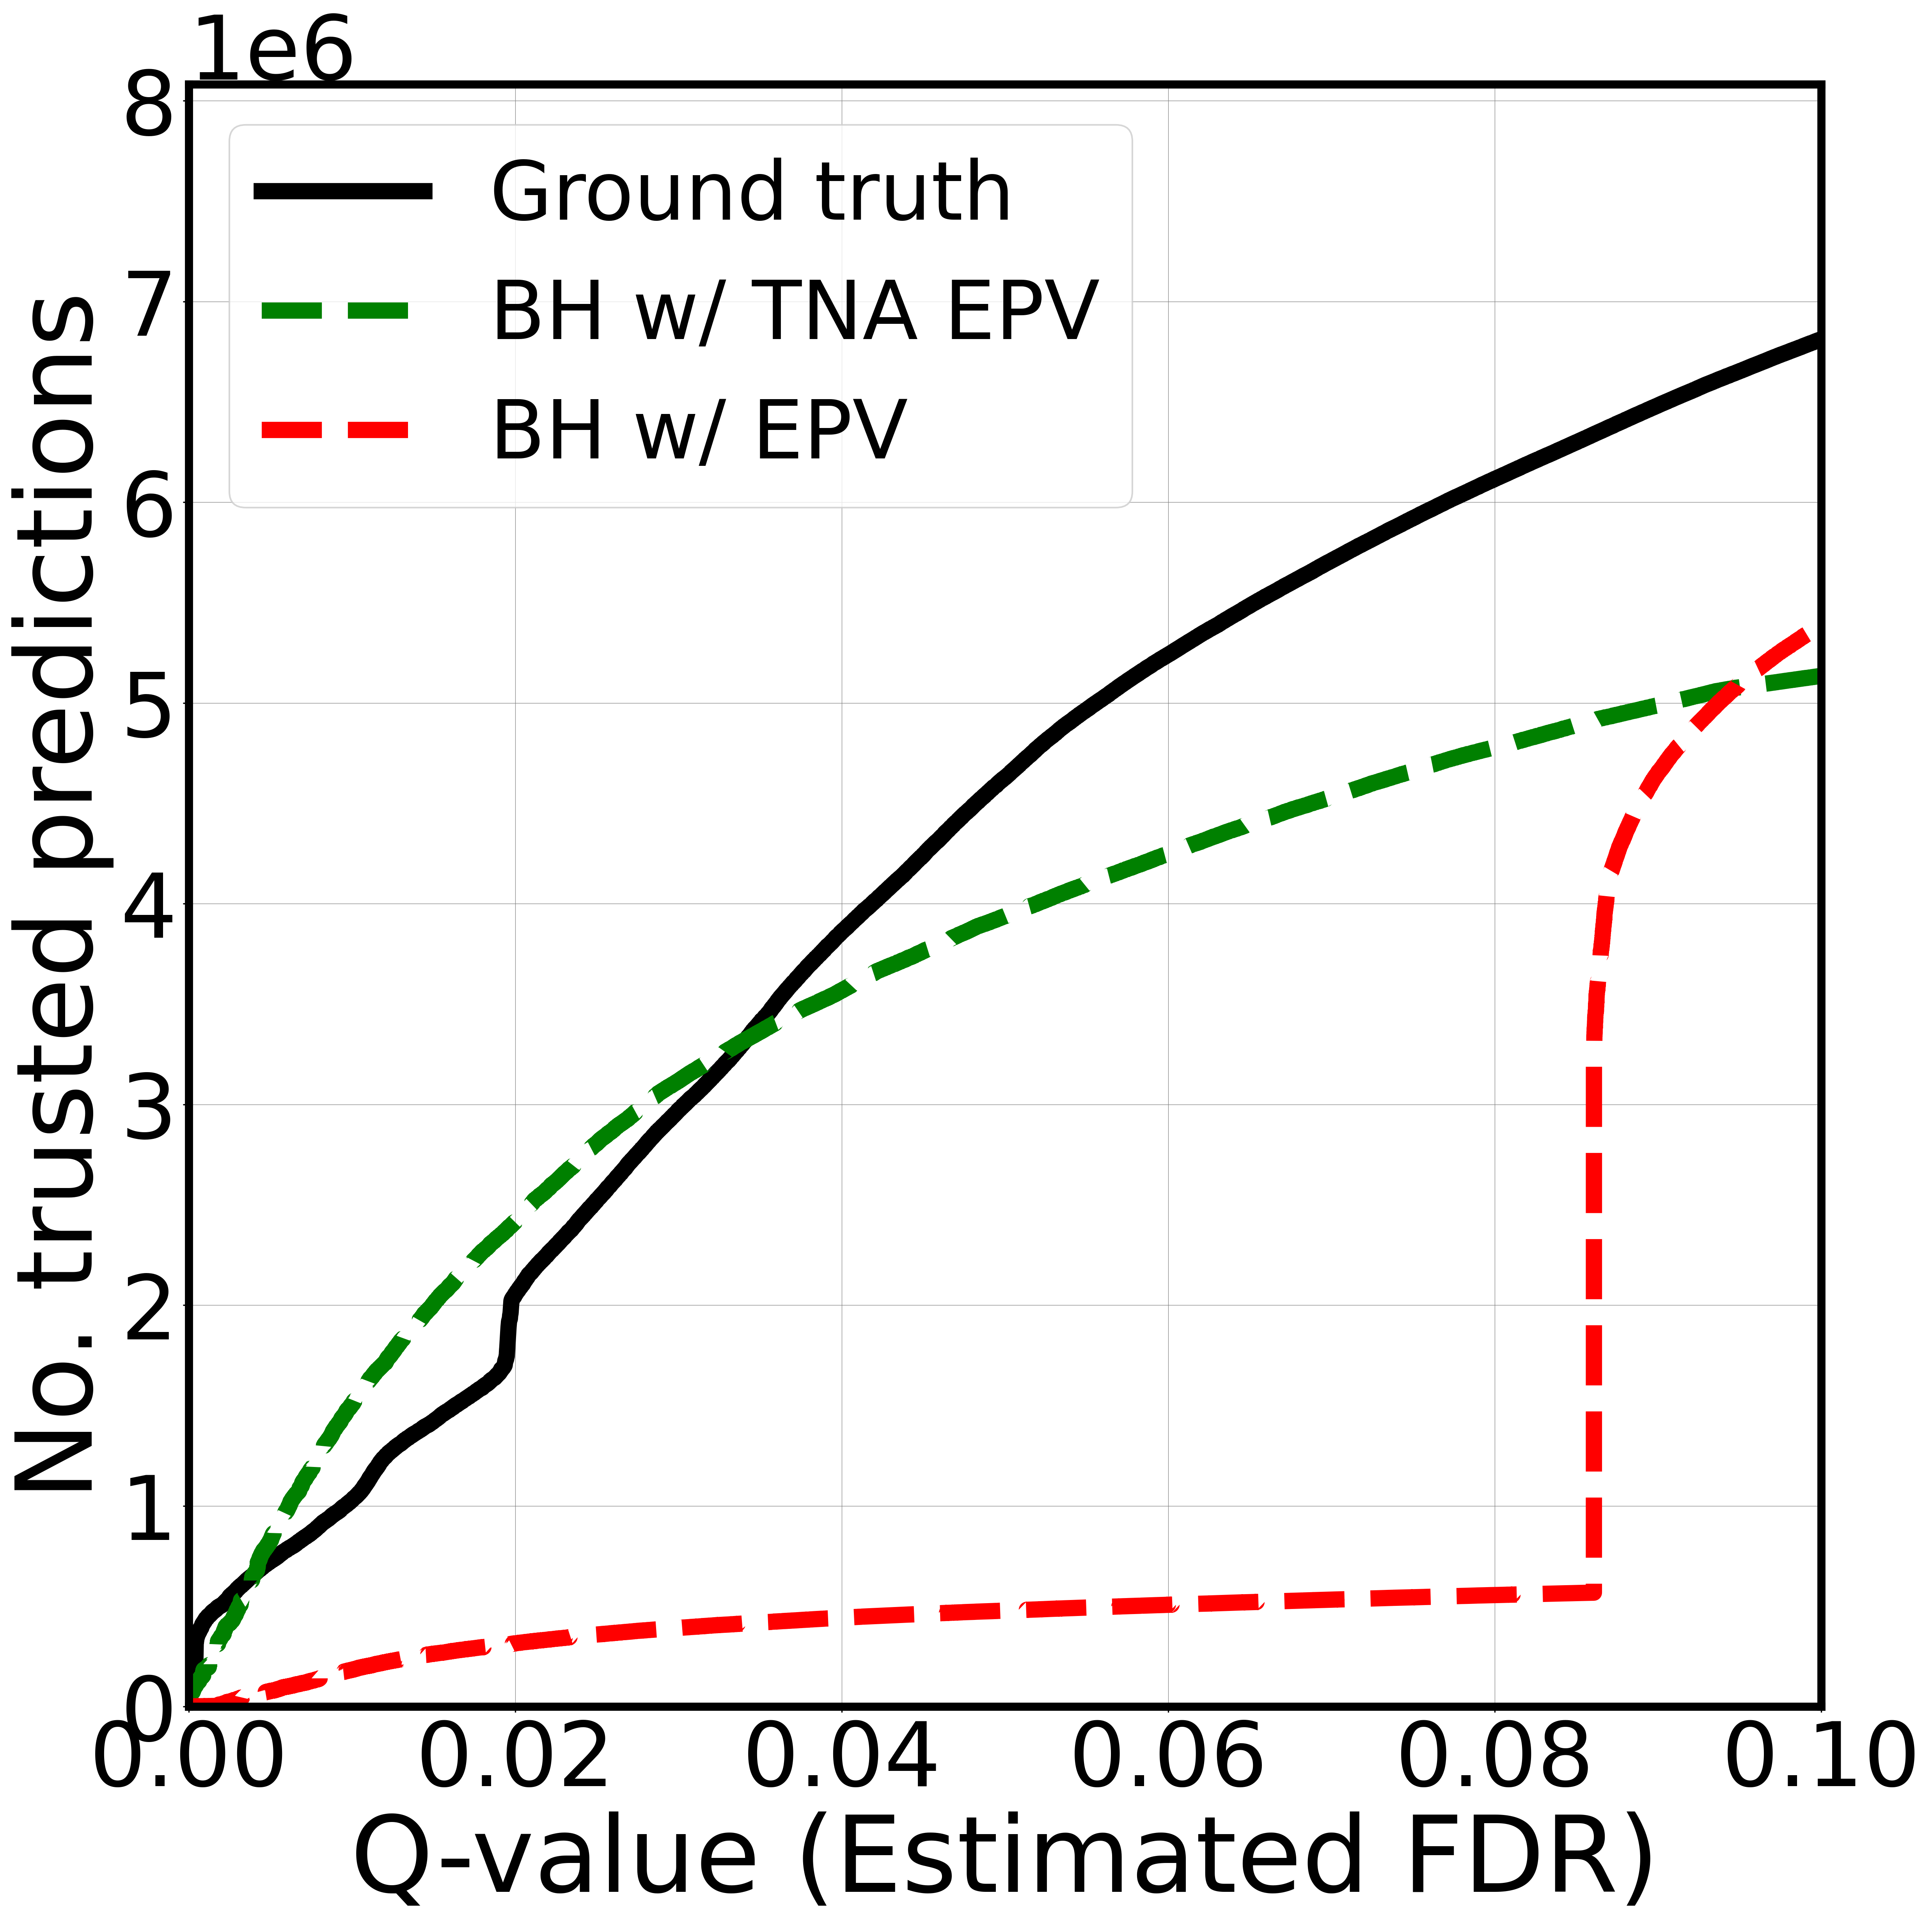 1e6
8
7
6
5
4
3
2
1
0
No. trusted predictions
Ground truth
BH w/ TNA EPV
BH w/ EPV
0.00 0.02 0.04 0.06 0.08 0.10
Q-value (Estimated FDR)